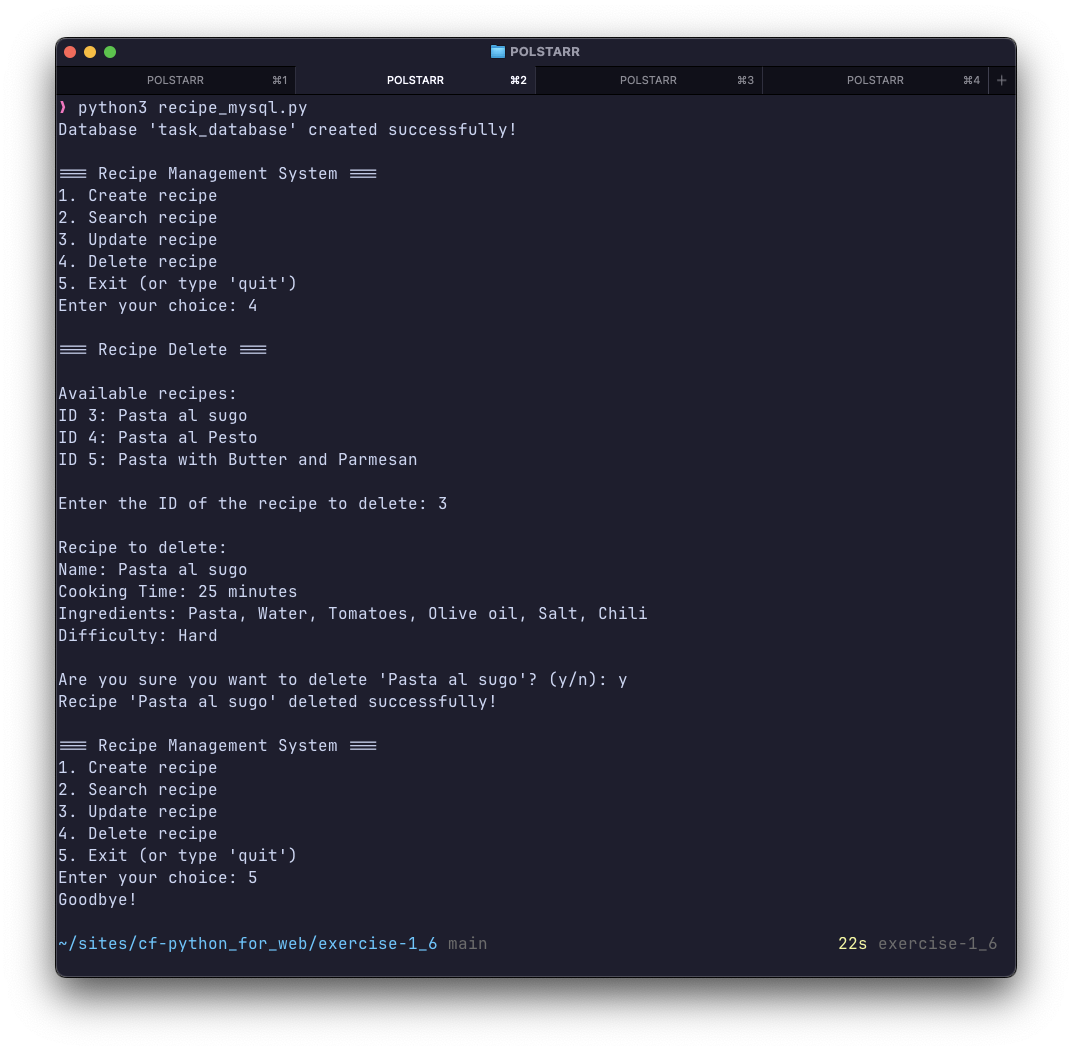 POLSTARR
POLSTARR ⌘1 POLSTARR ⌘2 POLSTARR ⌘3 POLSTARR ⌘4 +
❩ python3 recipe_mysql.py
Database 'task_database' created successfully!
=== Recipe Management System ===
1. Create recipe
2. Search recipe
3. Update recipe
4. Delete recipe
5. Exit (or type 'quit')
Enter your choice: 4
=== Recipe Delete ===
Available recipes:
ID 3: Pasta al sugo
ID 4: Pasta al Pesto
ID 5: Pasta with Butter and Parmesan
Enter the ID of the recipe to delete: 3
Recipe to delete:
Name: Pasta al sugo
Cooking Time: 25 minutes
Ingredients: Pasta, Water, Tomatoes, Olive oil, Salt, Chili
Difficulty: Hard
Are you sure you want to delete 'Pasta al sugo'? (y/n): y
Recipe 'Pasta al sugo' deleted successfully!
=== Recipe Management System ===
1. Create recipe
2. Search recipe
3. Update recipe
4. Delete recipe
5. Exit (or type 'quit')
Enter your choice: 5
Goodbye!
~/sites/cf-python_for_web/exercise-1_6 main 22s exercise-1_6